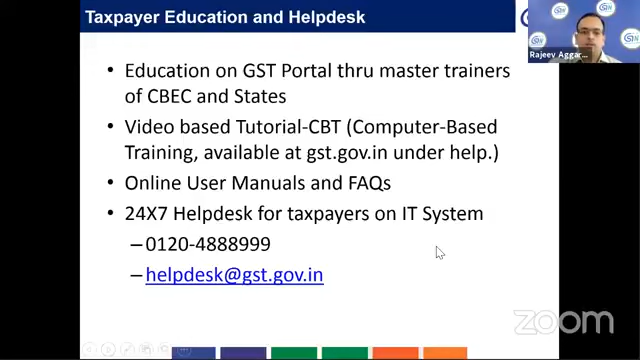 Taxpayer Education and Helpdesk
Rajeev Aggar...
• Education on GST Portal thru master trainers
of CBEC and States
• Video based Tutorial-CBT (Computer-Based
Training, available at gst.gov.in under help.)
• Online User Manuals and FAQs
• 24X7 Helpdesk for taxpayers on IT System
–0120-4888999
–helpdesk@gst.gov.in
zoom